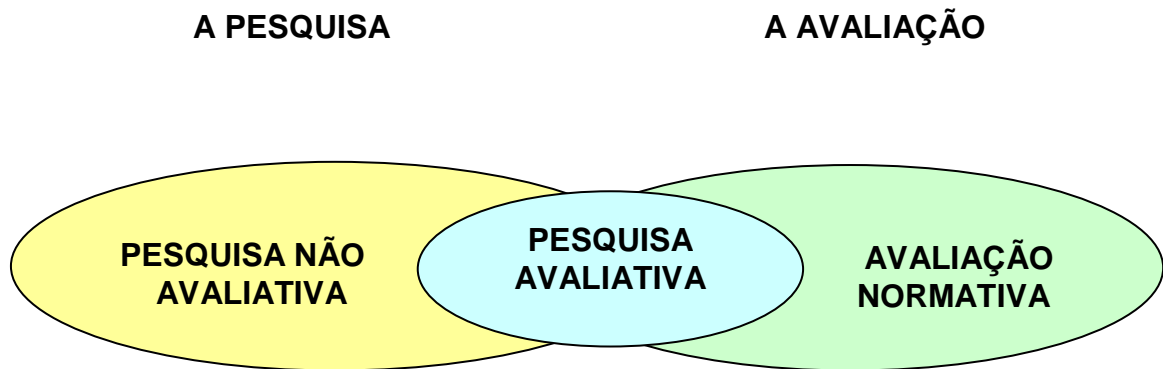 A PESQUISA
A AVALIAÇÃO
PESQUISA NÃO
AVALIATIVA
PESQUISA
AVALIATIVA
AVALIAÇÃO
NORMATIVA